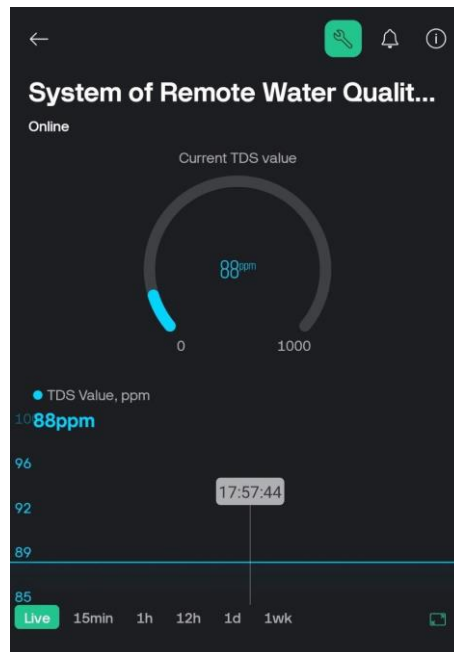 System of Remote Water Qualit...
Online
Current TDS value
88ppm
0 1000
TDS Value, ppm
88ppm
96
17:57:44
92
89
85
Live 15min 1h 12h 1d 1wk